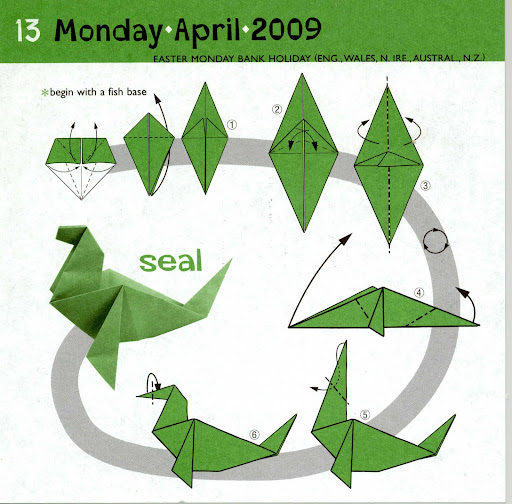 13 Monday•April•2009
EASTER MONDAY BANK HOLIDAY (ENG., WALES, N. IRE., AUSTRAL., N.Z.)
*begin with a fish base
①
②
③
seal
④
⑤
⑥